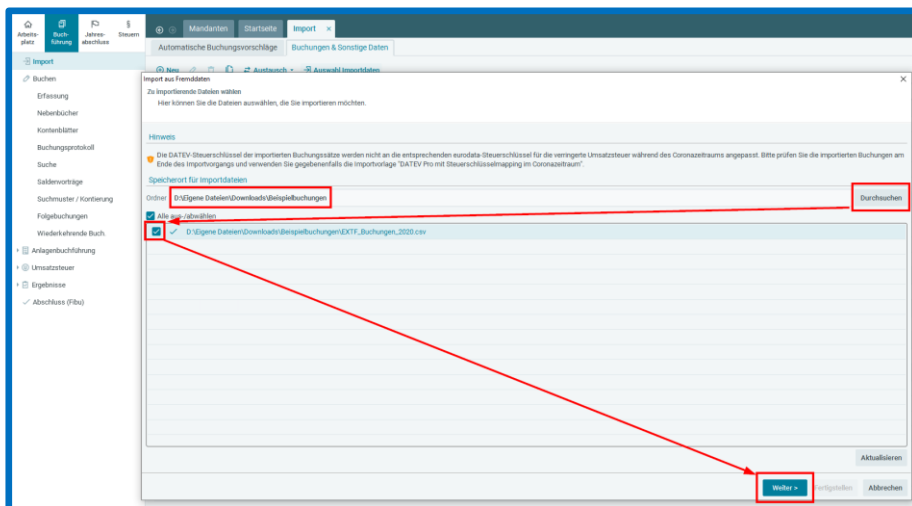 Arbeits-
platz
Buch-
führung
Jahres-
abschluss
§
Steuern
Mandanten
Startseite
Import ×
Automatische Buchungsvorschläge
Buchungen & Sonstige Daten
Import
Buchen
Erfassung
Nebenbücher
Kontenblätter
Buchungsprotokoll
Suche
Saldenvorträge
Suchmuster / Kontierung
Folgebuchungen
Wiederkehrende Buch.
Anlagenbuchführung
Umsatzsteuer
Ergebnisse
Abschluss (Fibu)
Neu
Austausch
Auswahl Importdaten
Import aus Fremddaten
Zu importierende Dateien wählen
Hier können Sie die Dateien auswählen, die Sie importieren möchten.
Hinweis
Die DATEV-Steuerschlüssel der importierten Buchungssätze werden nicht an die entsprechenden eurodata-Steuerschlüssel für die verringerte Umsatzsteuer während des Coronazeitraums angepasst. Bitte prüfen Sie die importierten Buchungen am
Ende des Importvorgangs und verwenden Sie gegebenenfalls die Importvorlage "DATEV Pro mit Steuerschlüsselmapping im Coronazeitraum".
Speicherort für Importdateien
Ordner D:\Eigene Dateien\Downloads\Beispielbuchungen
Durchsuchen
Alle aus-/abwählen
D:\Eigene Dateien\Downloads\Beispielbuchungen\EXTF_Buchungen_2020.csv
Aktualisieren
Weiter >
Fertigstellen
Abbrechen